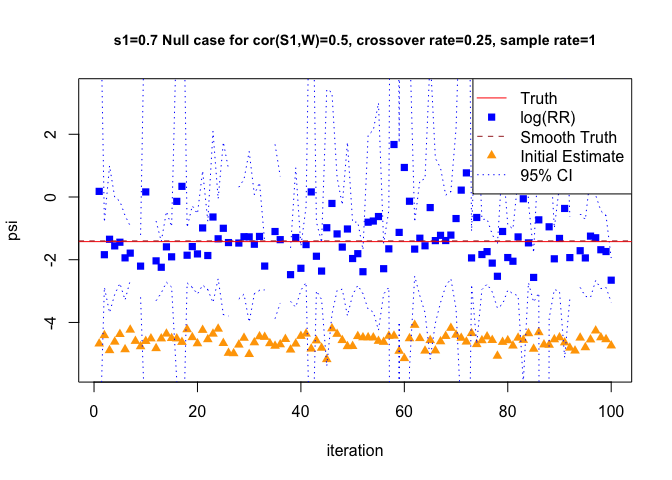 s1=0.7 Null case for cor(S1,W)=0.5, crossover rate=0.25, sample rate=1
Truth
log(RR)
Smooth Truth
Initial Estimate
95% CI
psi
2
0
-2
-4
0
20
40
60
80
100
iteration